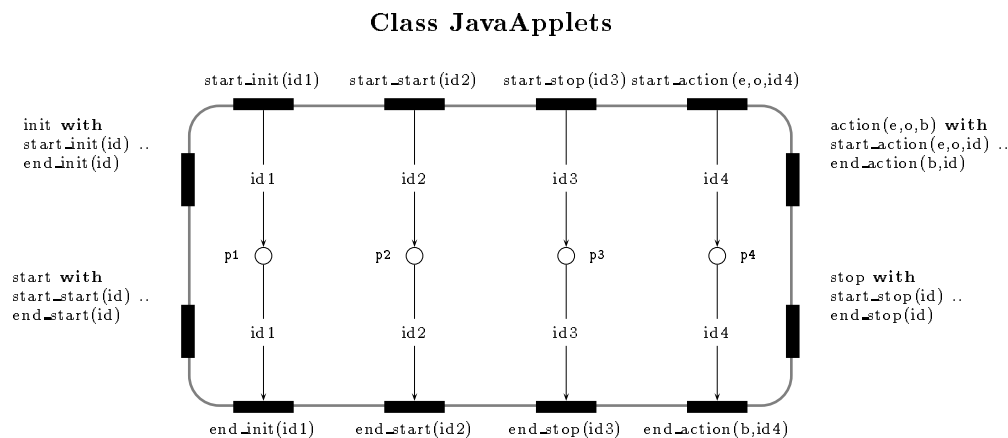 Class JavaApplets
start_init(id1) start_start(id2) start_stop(id3) start_action(e,o,id4)
init with
start_init(id) ..
end_init(id)
action(e,o,b) with
start_action(e,o,id) ..
end_action(b,id)
id1 id2 id3 id4
p1 p2 p3 p4
start with
start_start(id) ..
end_start(id)
stop with
start_stop(id) ..
end_stop(id)
id1 id2 id3 id4
end_init(id1) end_start(id2) end_stop(id3) end_action(b,id4)